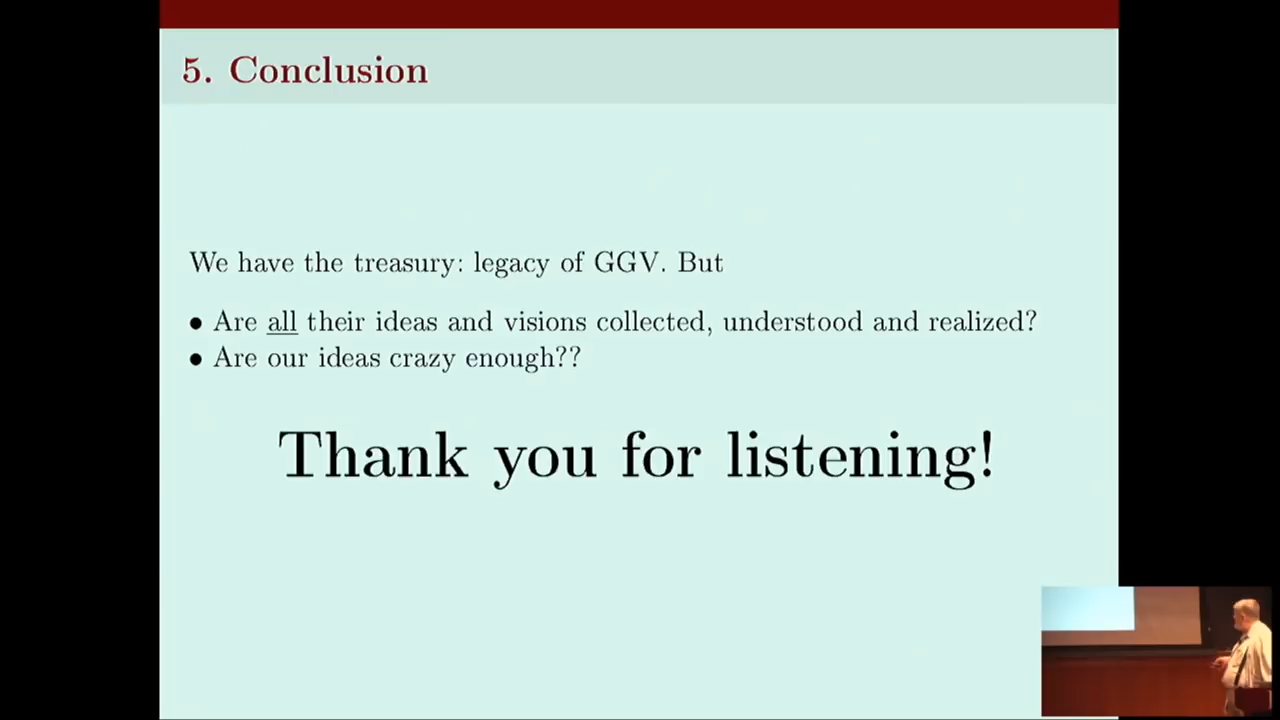 5. Conclusion
We have the treasury: legacy of GGV. But
• Are all their ideas and visions collected, understood and realized?
• Are our ideas crazy enough??
Thank you for listening!